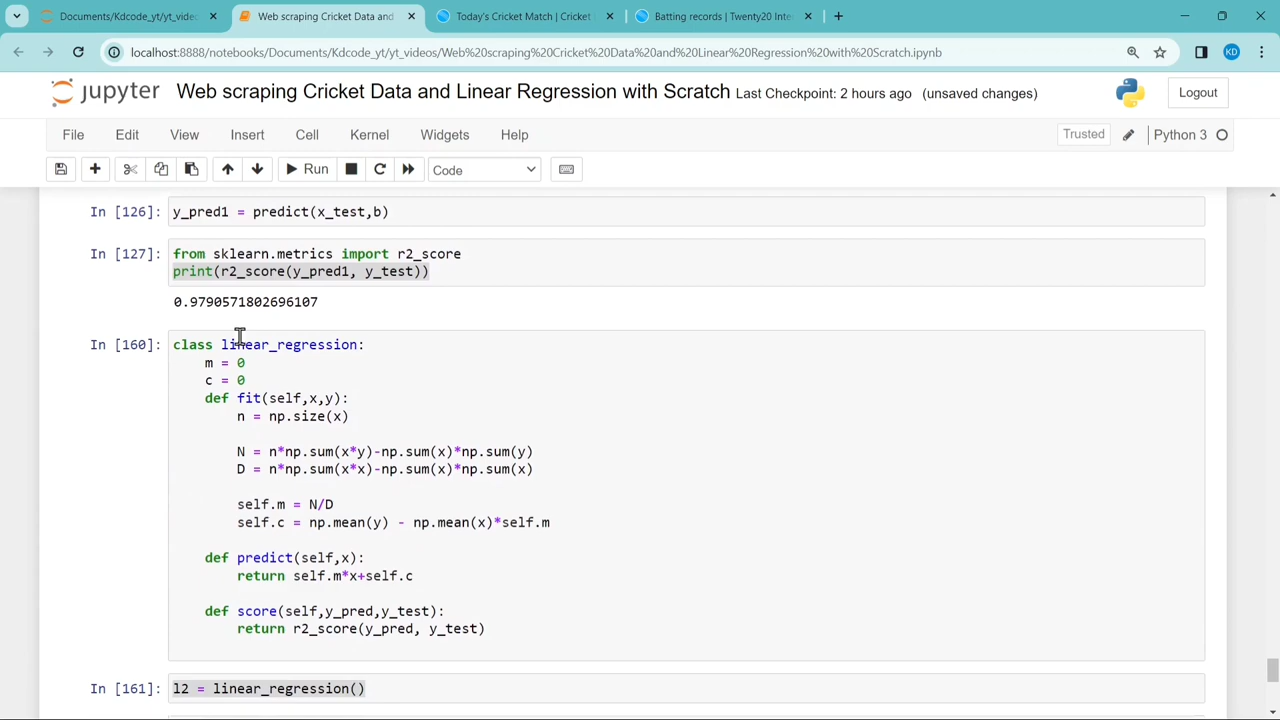 Documents/Kdcode_yt/yt_video
Web scraping Cricket Data and
Today's Cricket Match | Cricket
Batting records | Twenty20 Inte
localhost:8888/notebooks/Documents/Kdcode_yt/yt_videos/Web%20scraping%20Cricket%20Data%20and%20Linear%20Regression%20with%20Scratch.ipynb
KD
jupyter Web scraping Cricket Data and Linear Regression with Scratch Last Checkpoint: 2 hours ago (unsaved changes)
Logout
File Edit View Insert Cell Kernel Widgets Help
Trusted Python 3
Run Code
In [126]: y_pred1 = predict(x_test,b)
In [127]: from sklearn.metrics import r2_score
print(r2_score(y_pred1, y_test))
0.9790571802696107
In [160]: class linear_regression:
m = 0
c = 0
def fit(self,x,y):
n = np.size(x)
N = n*np.sum(x*y)-np.sum(x)*np.sum(y)
D = n*np.sum(x*x)-np.sum(x)*np.sum(x)
self.m = N/D
self.c = np.mean(y) - np.mean(x)*self.m
def predict(self,x):
return self.m*x+self.c
def score(self,y_pred,y_test):
return r2_score(y_pred, y_test)
In [161]: l2 = linear_regression()